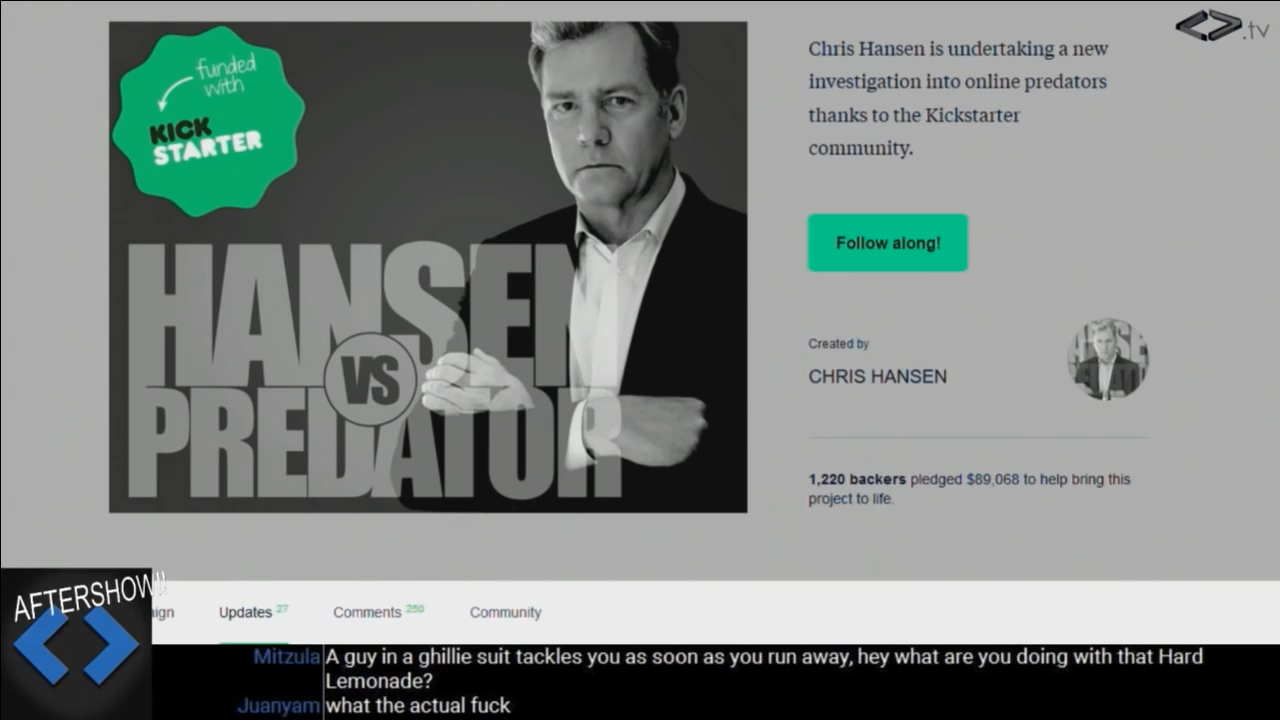 funded
with
KICK
STARTER
HANSEN
VS
PREDATOR
.tv
Chris Hansen is undertaking a new
investigation into online predators
thanks to the Kickstarter
community.
Follow along!
Created by
CHRIS HANSEN
1,220 backers pledged $89,068 to help bring this
project to life.
AFTERSHOW!!
Updates 27
Comments 250
Community
Mitzula A guy in a ghillie suit tackles you as soon as you run away, hey what are you doing with that Hard
Lemonade?
Juanyam what the actual fuck